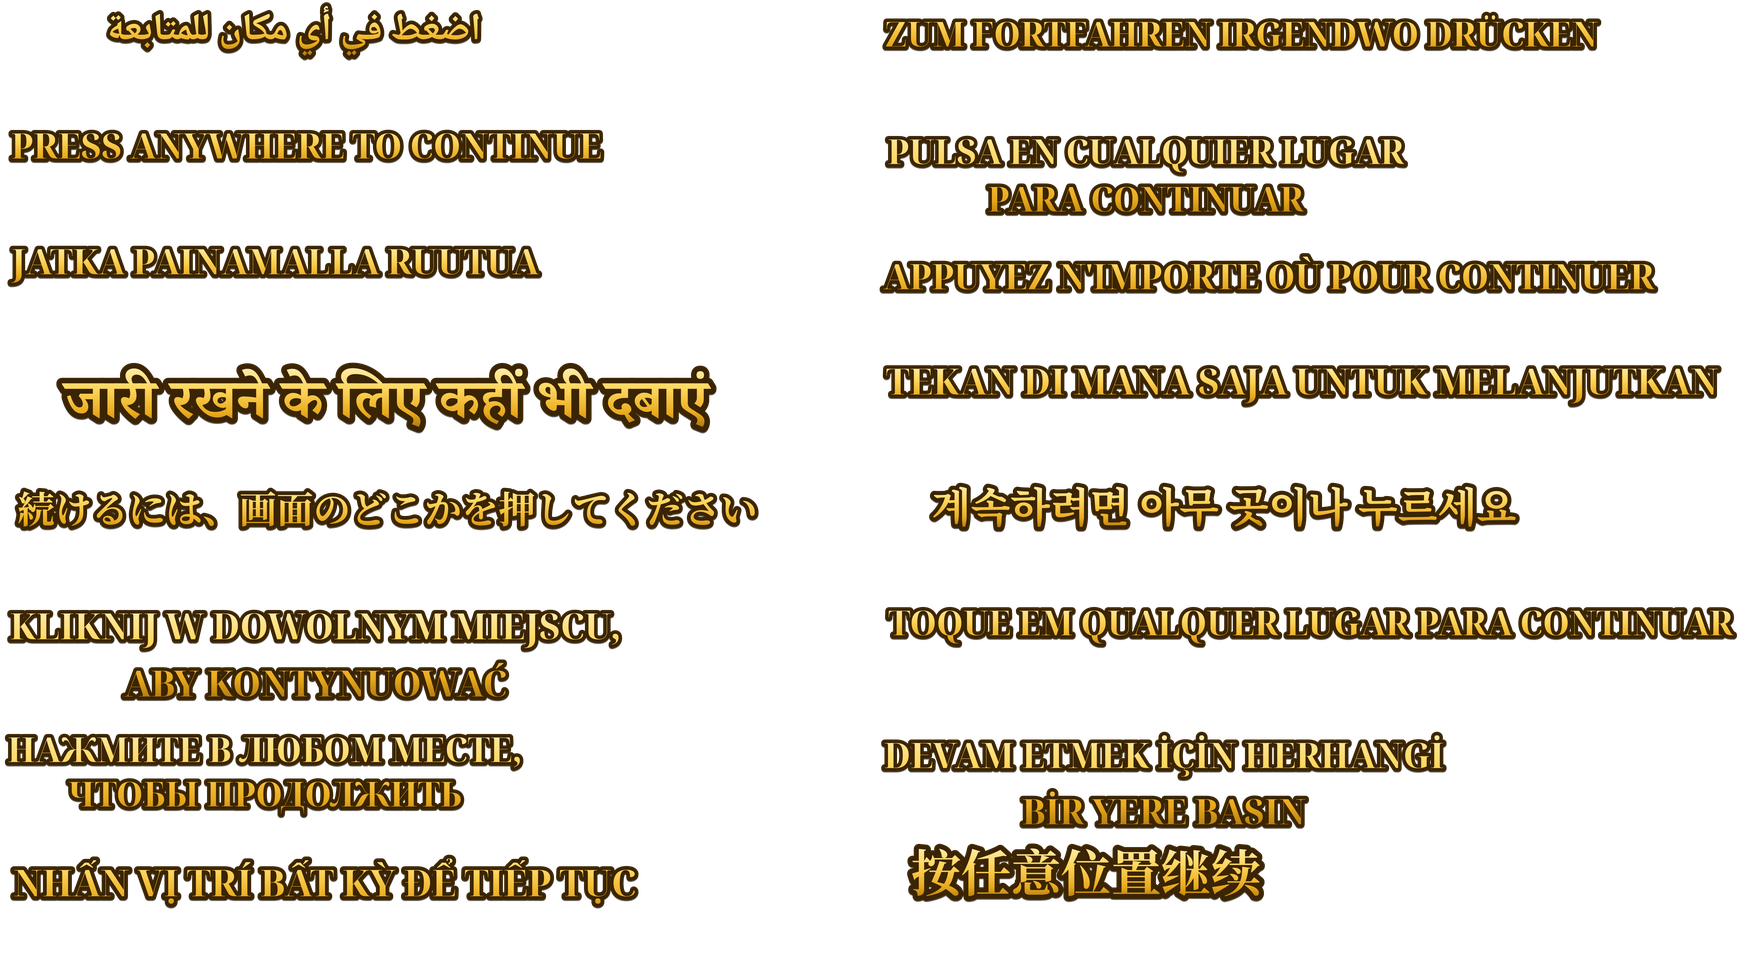 اضغط في أي مكان للمتابعة
ZUM FORTFAHREN IRGENDWO DRÜCKEN
PRESS ANYWHERE TO CONTINUE
PULSA EN CUALQUIER LUGAR
PARA CONTINUAR
JATKA PAINAMALLA RUUTUA
APPUYEZ N'IMPORTE OÙ POUR CONTINUER
जारी रखने के लिए कहीं भी दबाएं
TEKAN DI MANA SAJA UNTUK MELANJUTKAN
続けるには、画面のどこかを押してください
계속하려면 아무 곳이나 누르세요
KLIKNIJ W DOWOLNYM MIEJSCU,
ABY KONTYNUOWAĆ
TOQUE EM QUALQUER LUGAR PARA CONTINUAR
НАЖМИТЕ В ЛЮБОМ МЕСТЕ,
ЧТОБЫ ПРОДОЛЖИТЬ
DEVAM ETMEK İÇİN HERHANGİ
BİR YERE BASIN
NHẤN VỊ TRÍ BẤT KỲ ĐỂ TIẾP TỤC
按任意位置继续